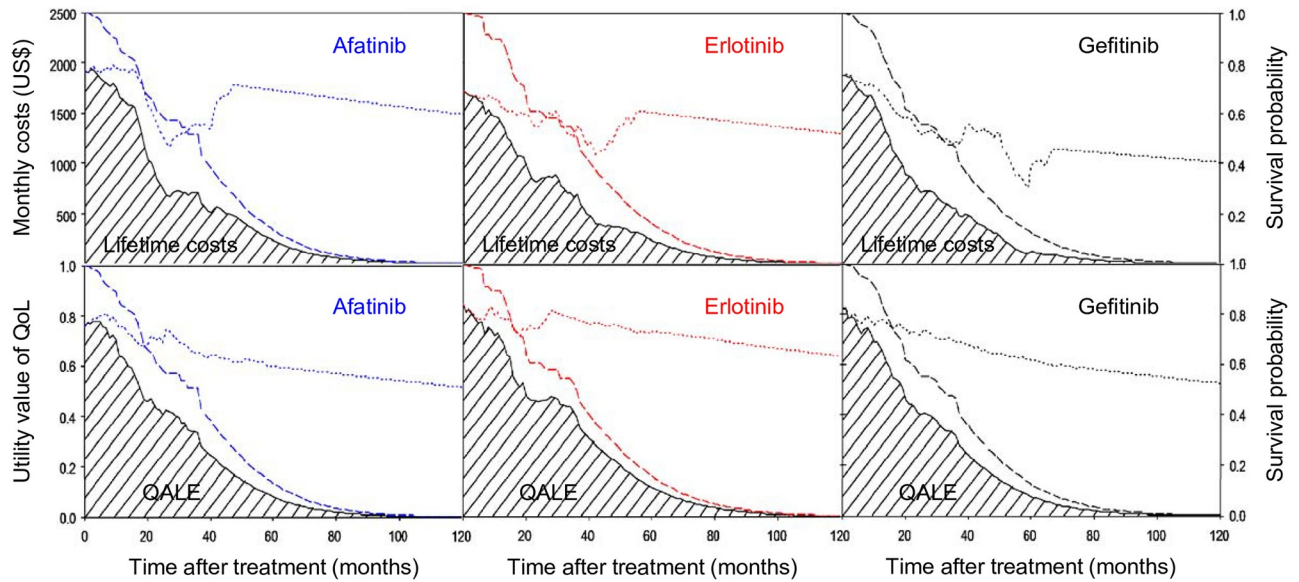 Afatinib
Erlotinib
Gefitinib
Monthly costs (US$)
2500
2000
1500
1000
500
Lifetime costs
Lifetime costs
Lifetime costs
1.0
0.8
0.6
0.4
0.2
1.0
Survival probability
Afatinib
Erlotinib
Gefitinib
Utility value of QoL
1.0
0.8
0.6
0.4
0.2
0.0
QALE
QALE
QALE
0.8
0.6
0.4
0.2
0.0
Survival probability
0 20 40 60 80 100 120 20 40 60 80 100 120 20 40 60 80 100 120
Time after treatment (months) Time after treatment (months) Time after treatment (months)